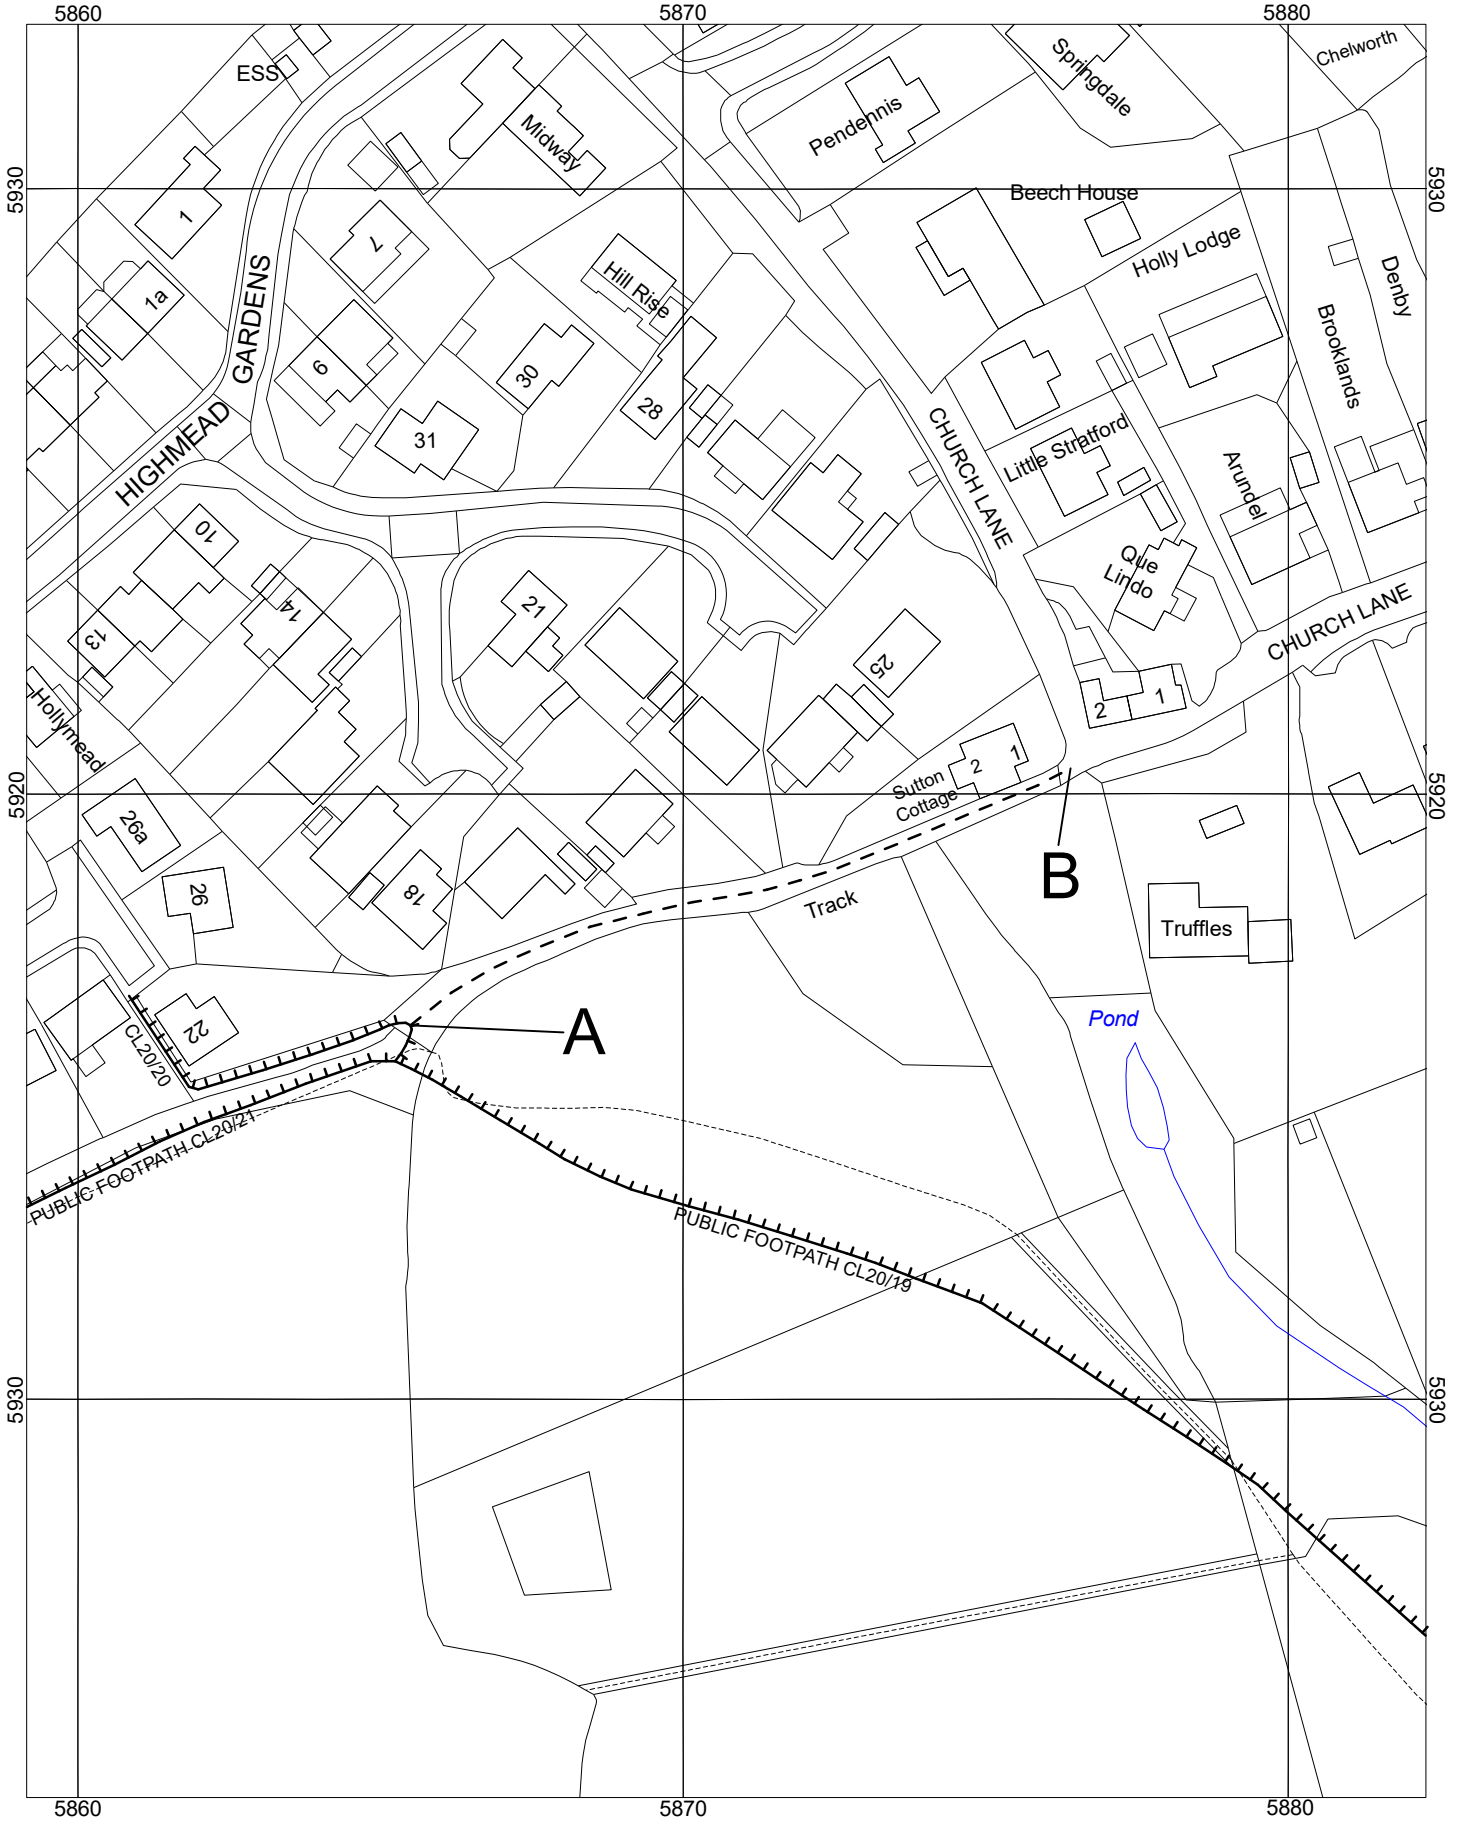 5860
5870
5880
ESS
Midway
Pendennis
Springdale
Chelworth
5930
5930
1
7
Beech House
Holly Lodge
Denby
Brooklands
1a
GARDENS
Hill Rise
6
30
28
31
HIGHMEAD
CHURCH LANE
Little Stratford
Arundel
10
Que
Lindo
14
21
13
25
CHURCH LANE
Hollymead
2
1
2
1
Sutton
Cottage
5920
5920
26a
26
18
B
Track
Truffles
22
CL20/20
A
Pond
PUBLIC FOOTPATH CL20/21
PUBLIC FOOTPATH CL20/19
5930
5930
5860
5870
5880